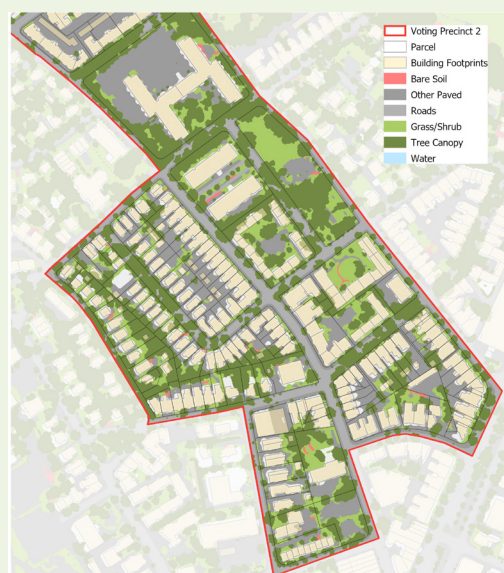 Voting Precinct 2
Parcel
Building Footprints
Bare Soil
Other Paved
Roads
Grass/Shrub
Tree Canopy
Water